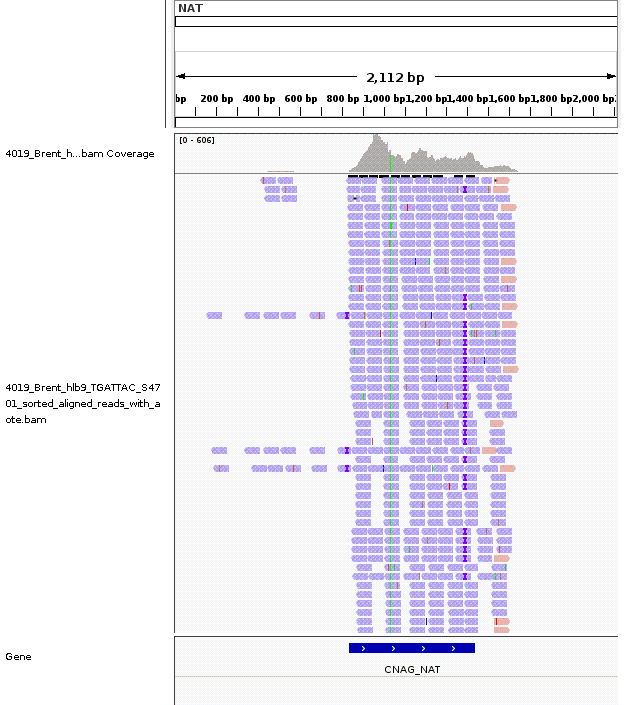 NAT
2,112 bp
bp 200 bp 400 bp 600 bp 800 bp 1,000 bp 1,200 bp 1,400 bp 1,600 bp 1,800 bp 2,000 bp
[0 - 606]
4019_Brent_h...bam Coverage
4019_Brent_hlb9_TGATTAC_S47
01_sorted_aligned_reads_with_a
ote.bam
Gene
CNAG_NAT